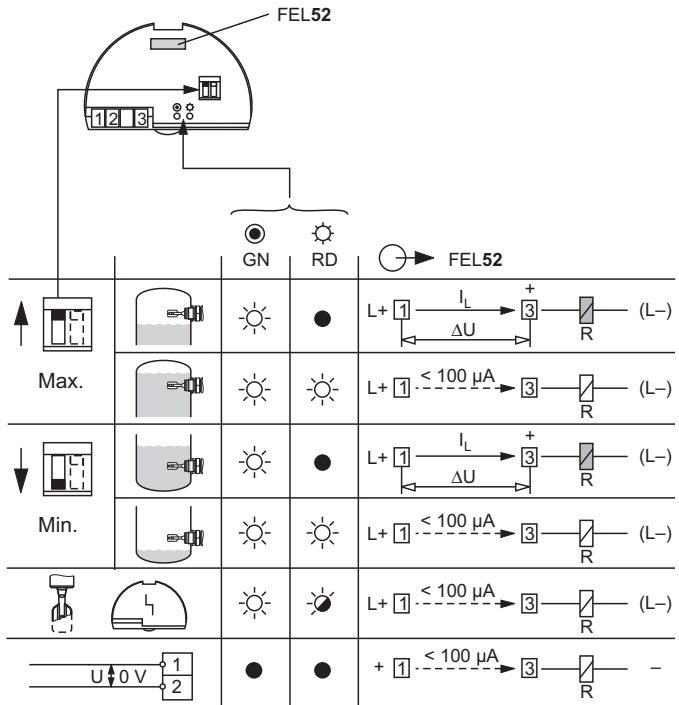 FEL52
1 2 3
GN RD FEL52
L+ 1 I_L + 3 (L–)
ΔU R
Max.
L+ 1 < 100 µA 3 (L–)
R
L+ 1 I_L + 3 (L–)
ΔU R
Min.
L+ 1 < 100 µA 3 (L–)
R
L+ 1 < 100 µA 3 (L–)
R
U 0 V 1
2
+ 1 < 100 µA 3 –
R